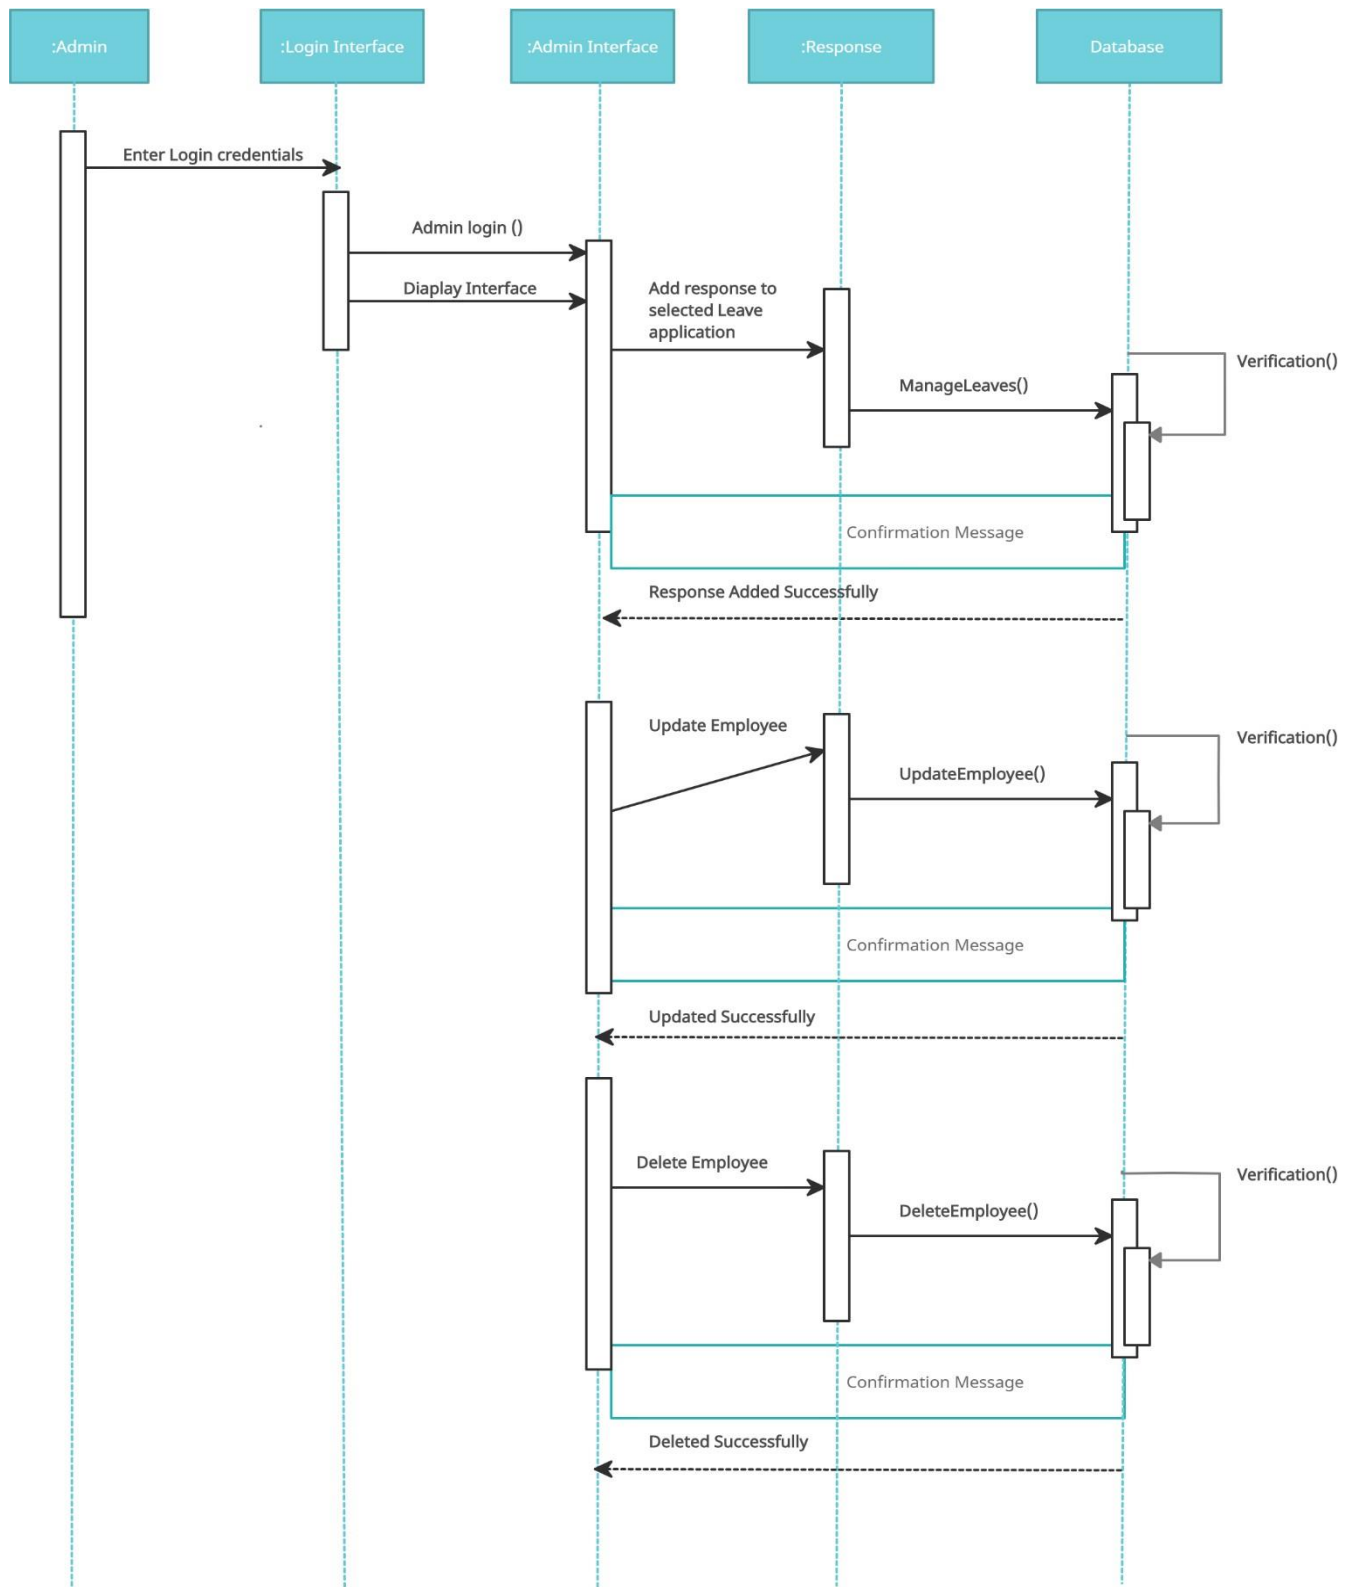 :Admin
:Login Interface
:Admin Interface
:Response
Database
Enter Login credentials
Admin login ()
Diaplay Interface
Add response to
selected Leave
application
Verification()
ManageLeaves()
Confirmation Message
Response Added Successfully
Update Employee
Verification()
UpdateEmployee()
Confirmation Message
Updated Successfully
Delete Employee
Verification()
DeleteEmployee()
Confirmation Message
Deleted Successfully